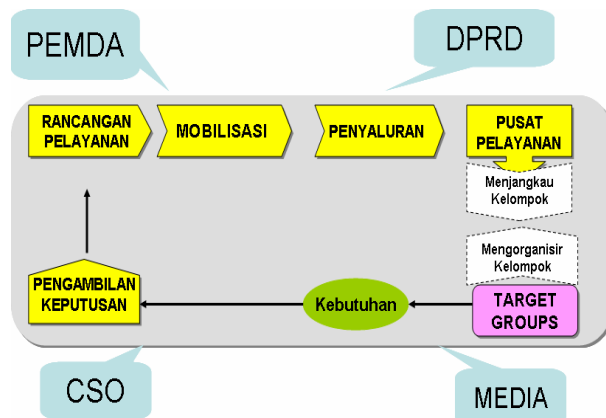 PEMDA
DPRD
RANCANGAN
PELAYANAN
MOBILISASI
PENYALURAN
PUSAT
PELAYANAN
Menjangkau
Kelompok
Mengorganisir
Kelompok
PENGAMBILAN
KEPUTUSAN
Kebutuhan
TARGET
GROUPS
CSO
MEDIA